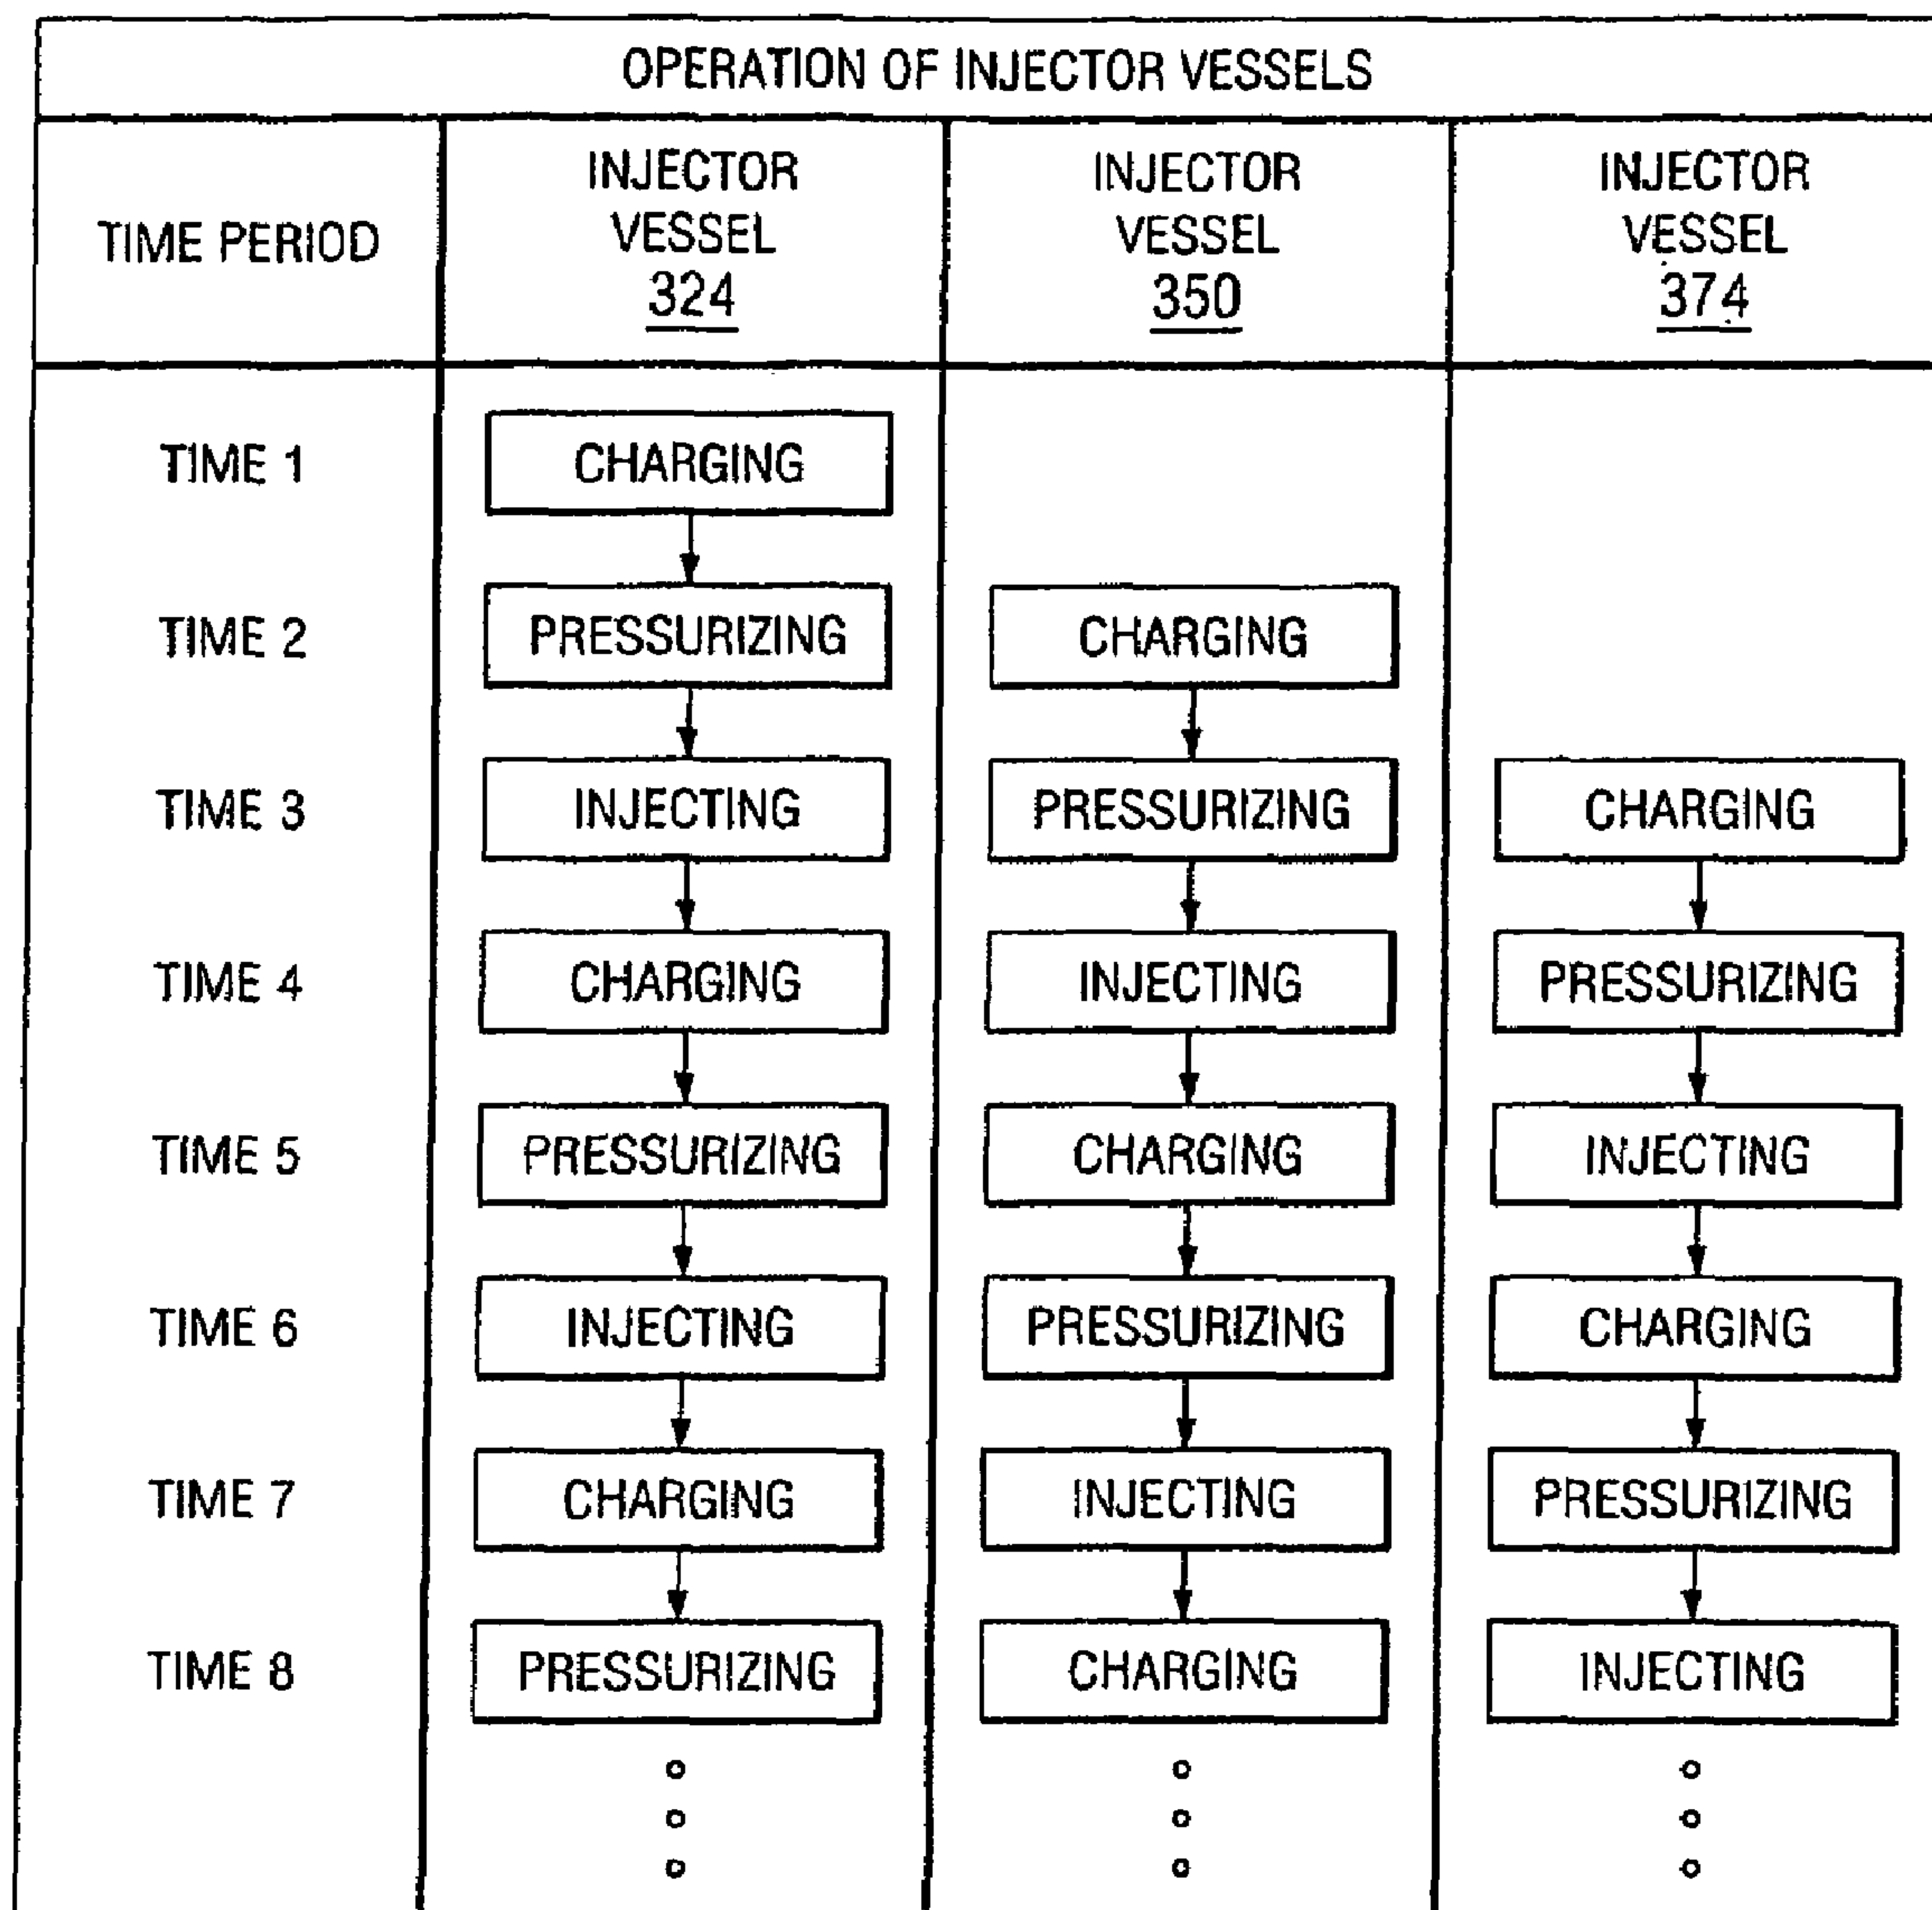 OPERATION OF INJECTOR VESSELS
TIME PERIOD
INJECTOR
VESSEL
324
INJECTOR
VESSEL
350
INJECTOR
VESSEL
374
TIME 1 CHARGING
TIME 2 PRESSURIZING CHARGING
TIME 3 INJECTING PRESSURIZING CHARGING
TIME 4 CHARGING INJECTING PRESSURIZING
TIME 5 PRESSURIZING CHARGING INJECTING
TIME 6 INJECTING PRESSURIZING CHARGING
TIME 7 CHARGING INJECTING PRESSURIZING
TIME 8 PRESSURIZING CHARGING INJECTING